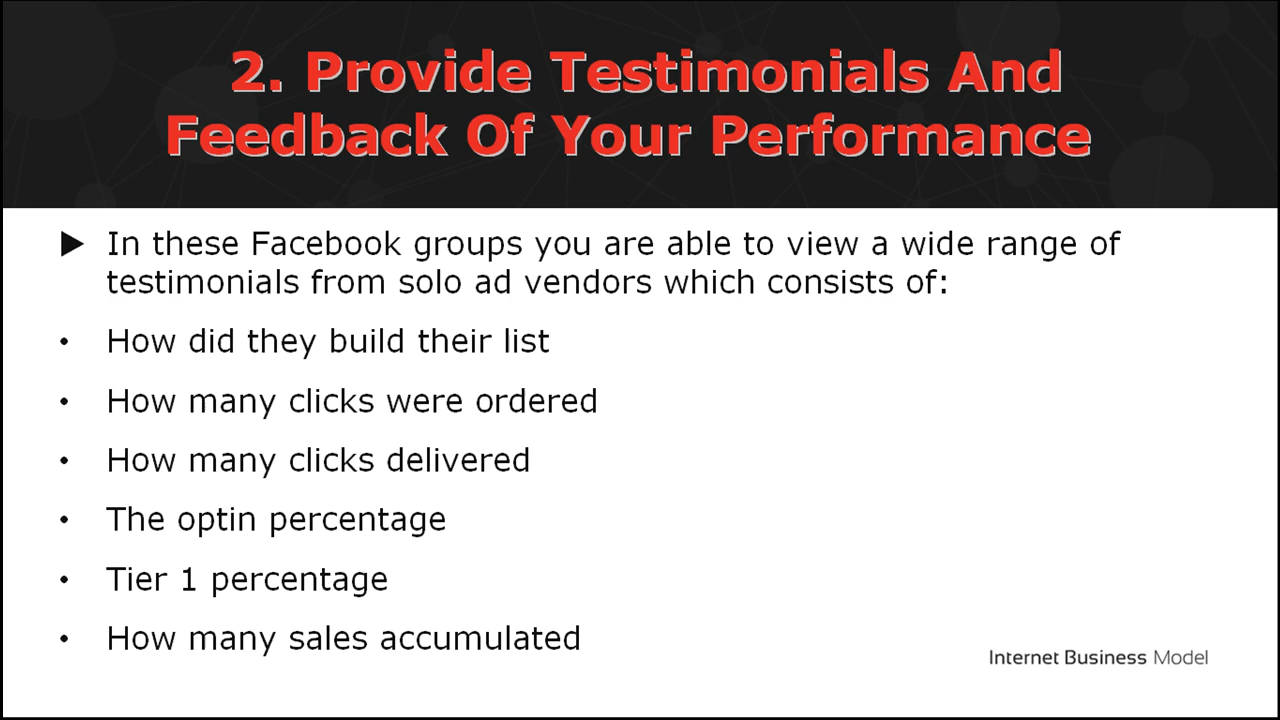 2. Provide Testimonials And
Feedback Of Your Performance
In these Facebook groups you are able to view a wide range of
testimonials from solo ad vendors which consists of:
• How did they build their list
• How many clicks were ordered
• How many clicks delivered
• The optin percentage
• Tier 1 percentage
• How many sales accumulated
Internet Business Model